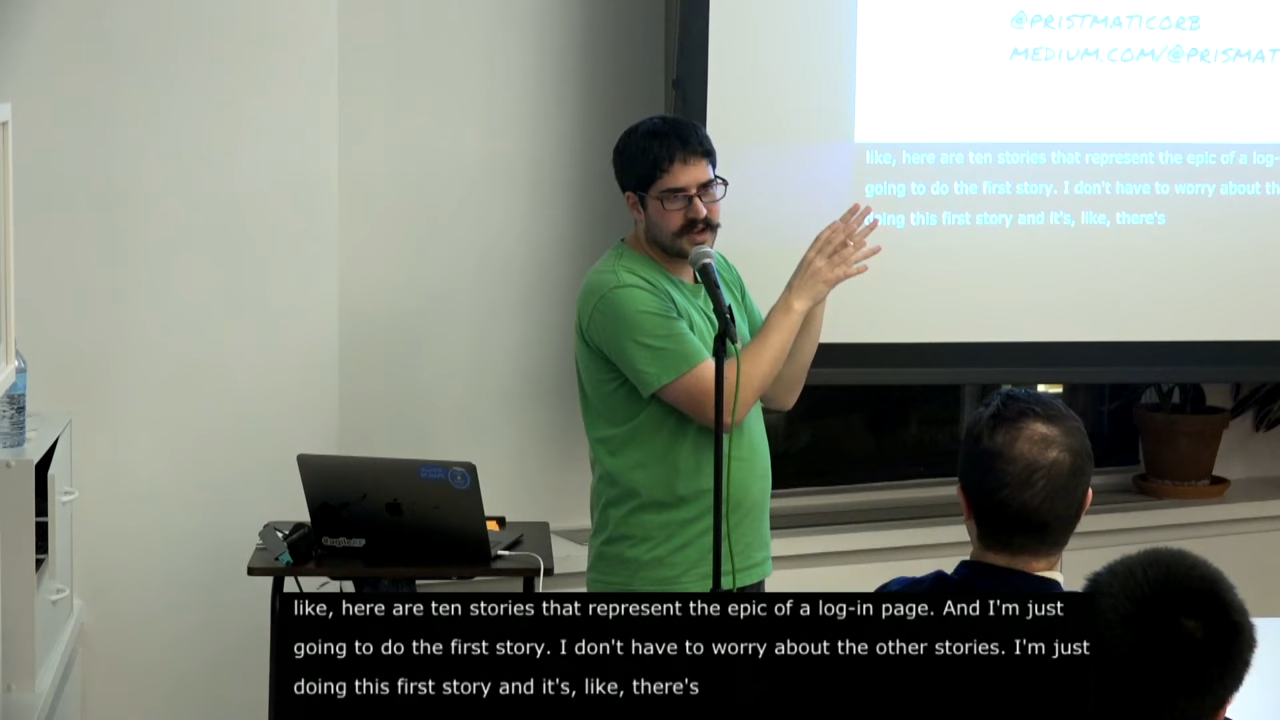 @PRISTMATICORB
MEDIUM.COM/@PRISMAT
like, here are ten stories that represent the epic of a log-
going to do the first story. I don't have to worry about th
doing this first story and it's, like, there's
like, here are ten stories that represent the epic of a log-in page. And I'm just
going to do the first story. I don't have to worry about the other stories. I'm just
doing this first story and it's, like, there's